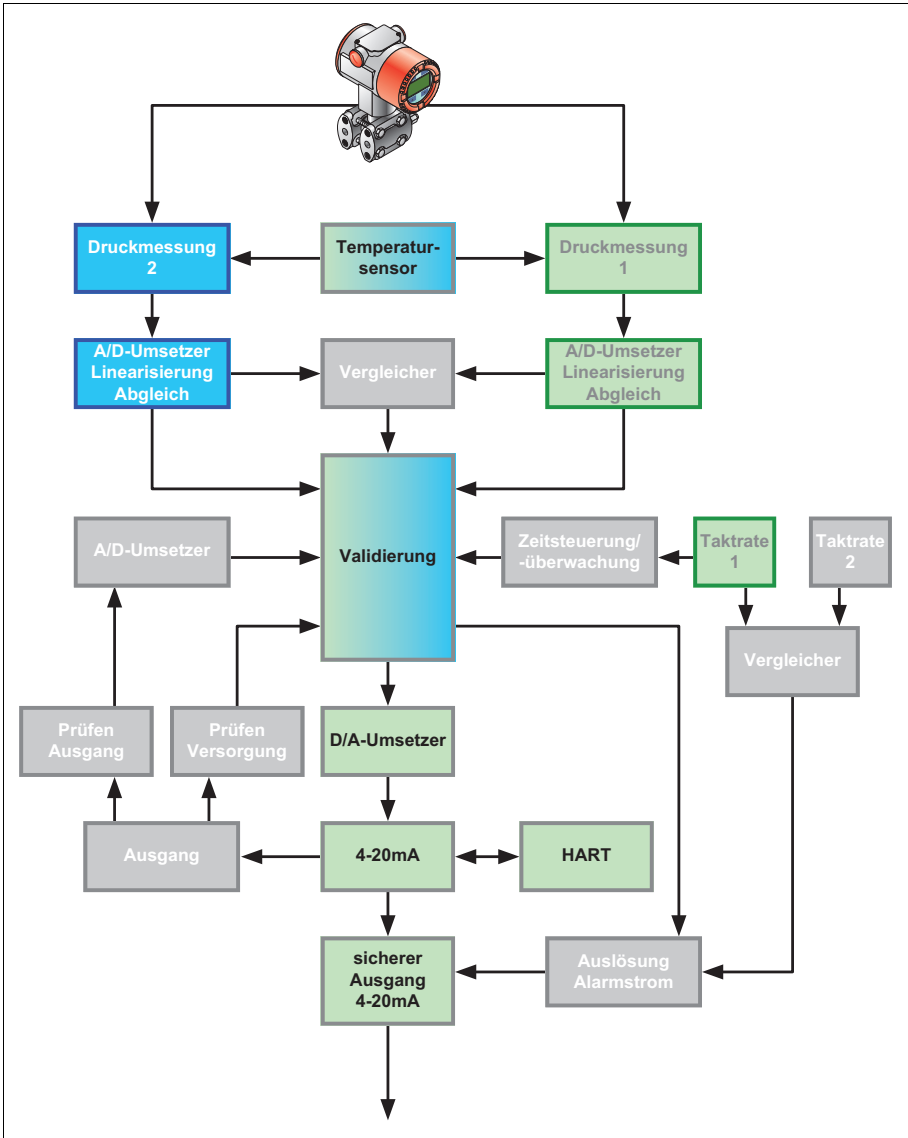 Druckmessung
2
Temperatur-
sensor
Druckmessung
1
A/D-Umsetzer
Linearisierung
Abgleich
Vergleicher
A/D-Umsetzer
Linearisierung
Abgleich
A/D-Umsetzer
Validierung
Zeitsteuerung/
-überwachung
Taktrate
1
Taktrate
2
Vergleicher
Prüfen
Ausgang
Prüfen
Versorgung
D/A-Umsetzer
Ausgang
4-20mA
HART
sicherer
Ausgang
4-20mA
Auslösung
Alarmstrom